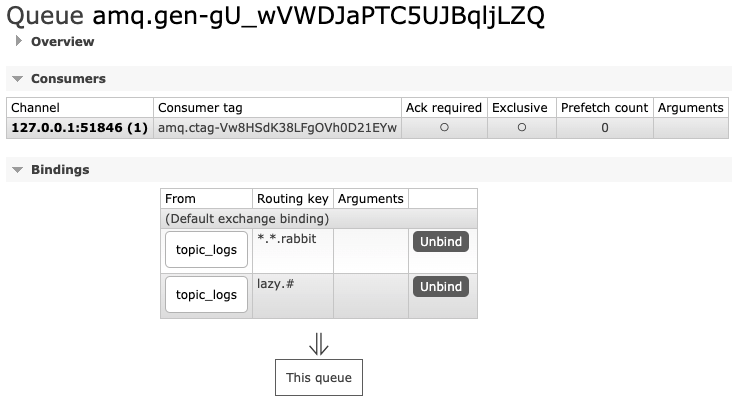 Queue amq.gen-gU_wVWDJaPTC5UJBqljLZQ
Overview
Consumers
Channel Consumer tag Ack required Exclusive Prefetch count Arguments
127.0.0.1:51846 (1) amq.ctag-Vw8HSdK38LFgOVh0D21EYw ○ ○ 0
Bindings
From Routing key Arguments
(Default exchange binding)
topic_logs *.*.rabbit Unbind
topic_logs lazy.# Unbind
⇓
This queue